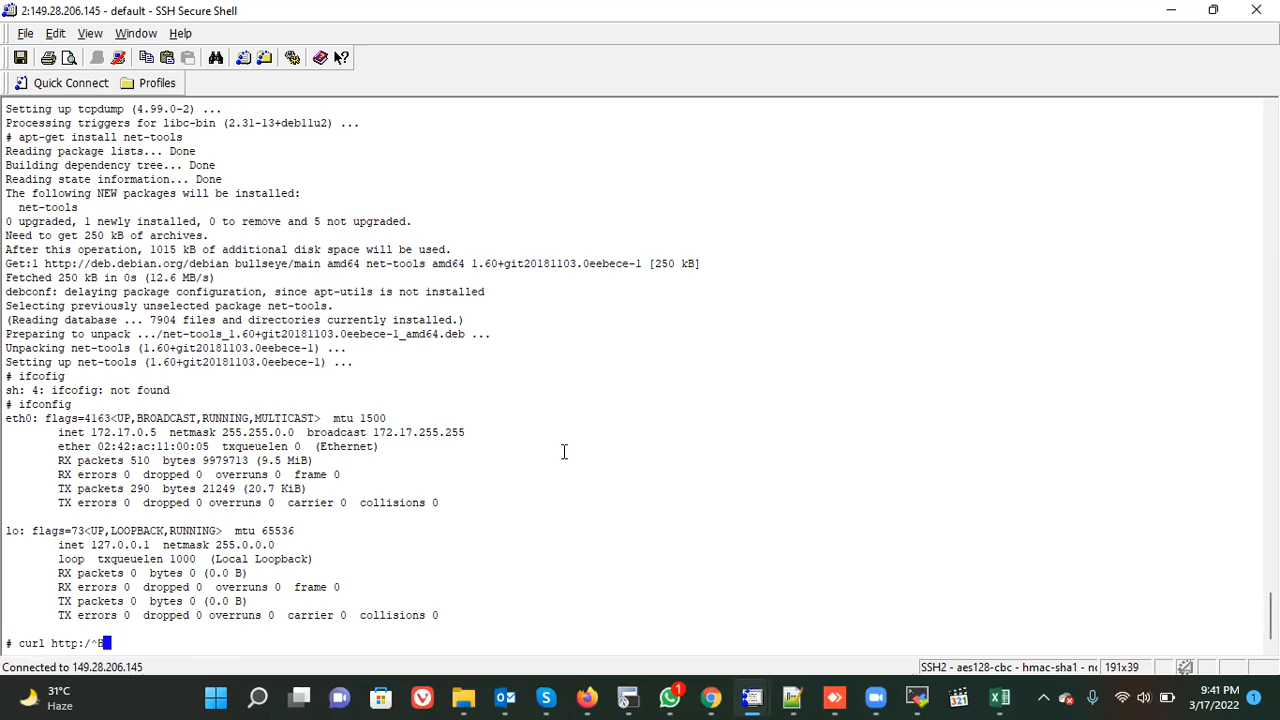 2:149.28.206.145 - default - SSH Secure Shell
File Edit View Window Help
Quick Connect Profiles
Setting up tcpdump (4.99.0-2) ...
Processing triggers for libc-bin (2.31-13+deb11u2) ...
# apt-get install net-tools
Reading package lists... Done
Building dependency tree... Done
Reading state information... Done
The following NEW packages will be installed:
net-tools
0 upgraded, 1 newly installed, 0 to remove and 5 not upgraded.
Need to get 250 kB of archives.
After this operation, 1015 kB of additional disk space will be used.
Get:1 http://deb.debian.org/debian bullseye/main amd64 net-tools amd64 1.60+git20181103.0eebece-1 [250 kB]
Fetched 250 kB in 0s (12.6 MB/s)
debconf: delaying package configuration, since apt-utils is not installed
Selecting previously unselected package net-tools.
(Reading database ... 7904 files and directories currently installed.)
Preparing to unpack .../net-tools_1.60+git20181103.0eebece-1_amd64.deb ...
Unpacking net-tools (1.60+git20181103.0eebece-1) ...
Setting up net-tools (1.60+git20181103.0eebece-1) ...
# ifcofig
sh: 4: ifcofig: not found
# ifconfig
eth0: flags=4163<UP,BROADCAST,RUNNING,MULTICAST> mtu 1500
inet 172.17.0.5 netmask 255.255.0.0 broadcast 172.17.255.255
ether 02:42:ac:11:00:05 txqueuelen 0 (Ethernet)
RX packets 510 bytes 9979713 (9.5 MiB)
RX errors 0 dropped 0 overruns 0 frame 0
TX packets 290 bytes 21249 (20.7 KiB)
TX errors 0 dropped 0 overruns 0 carrier 0 collisions 0
lo: flags=73<UP,LOOPBACK,RUNNING> mtu 65536
inet 127.0.0.1 netmask 255.0.0.0
loop txqueuelen 1000 (Local Loopback)
RX packets 0 bytes 0 (0.0 B)
RX errors 0 dropped 0 overruns 0 frame 0
TX packets 0 bytes 0 (0.0 B)
TX errors 0 dropped 0 overruns 0 carrier 0 collisions 0
# curl http:/^H
Connected to 149.28.206.145 SSH2 - aes128-cbc - hmac-sha1 - nc 191x39
31°C
Haze
1
321
9:41 PM
3/17/2022
1